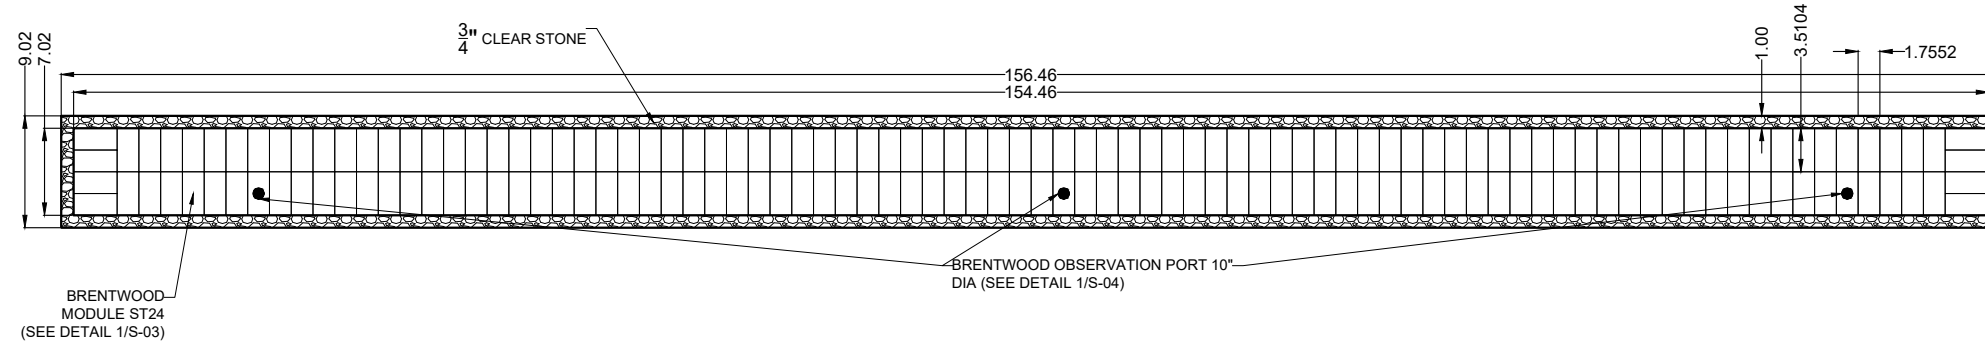 3/4" CLEAR STONE
9.02
7.02
156.46
154.46
1.00
3.5104
1.7552
BRENTWOOD OBSERVATION PORT 10"
DIA (SEE DETAIL 1/S-04)
BRENTWOOD
MODULE ST24
(SEE DETAIL 1/S-03)